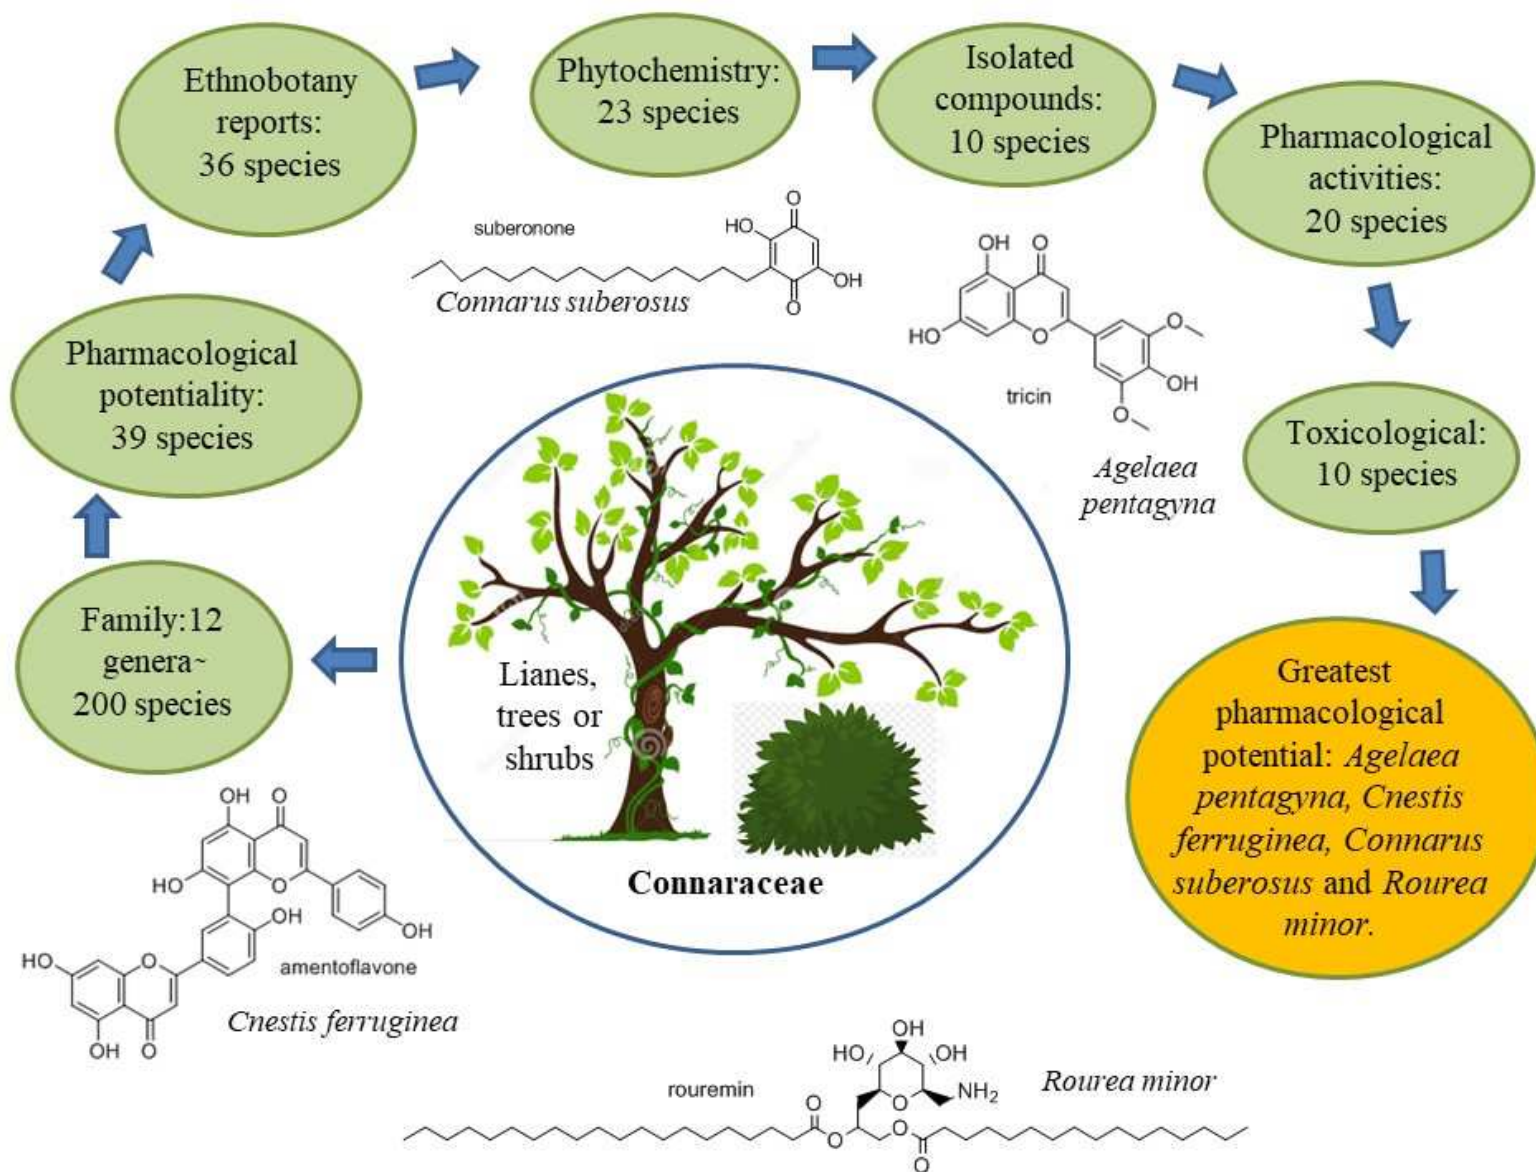 Ethnobotany
reports:
36 species
Phytochemistry:
23 species
Isolated
compounds:
10 species
Pharmacological
activities:
20 species
suberonone
HO
O
O
OH
Connarus suberosus
OH
O
HO
O
O
OH
O
tricin
Agelaea
pentagyna
Pharmacological
potentiality:
39 species
Toxicological:
10 species
Family:12
genera~
200 species
Lianes,
trees or
shrubs
Connaraceae
Greatest
pharmacological
potential: Agelaea
pentagyna, Cnestis
ferruginea, Connarus
suberosus and Rourea
minor.
OH
O
HO
O
OH
OH
HO
O
OH
O
amentoflavone
Cnestis ferruginea
OH
HO
OH
O
NH2
rouremin
Rourea minor
O
O
O
O